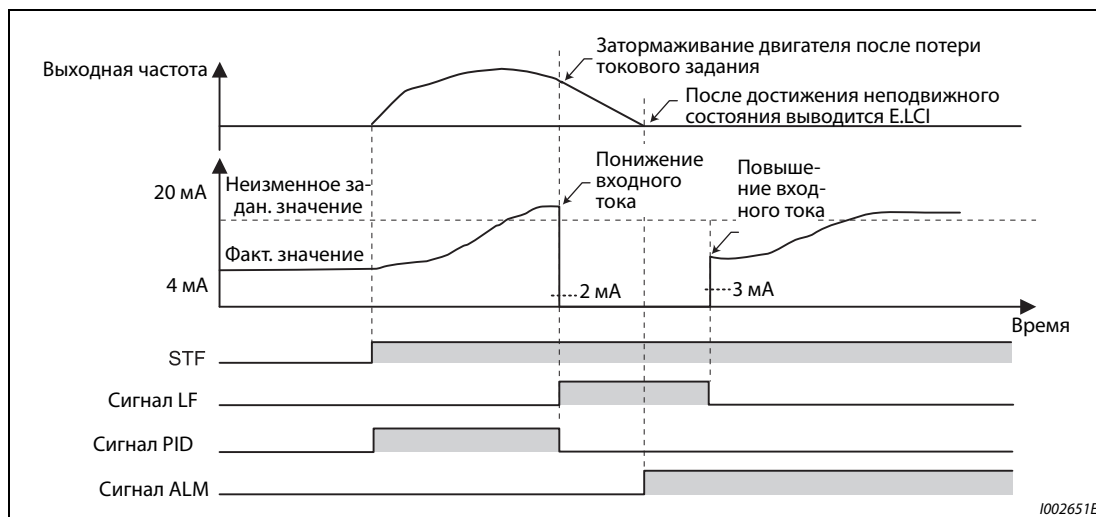 Затормаживание двигателя после потери
токового задания
Выходная частота
После достижения неподвижного
состояния выводится E.LCI
20 мА
Неизменное за-
дан. значение
Понижение
входного
тока
Повыше-
ние вход-
ного тока
Факт. значение
4 мА
2 мА
3 мА
Время
STF
Сигнал LF
Сигнал PID
Сигнал ALM
I002651E